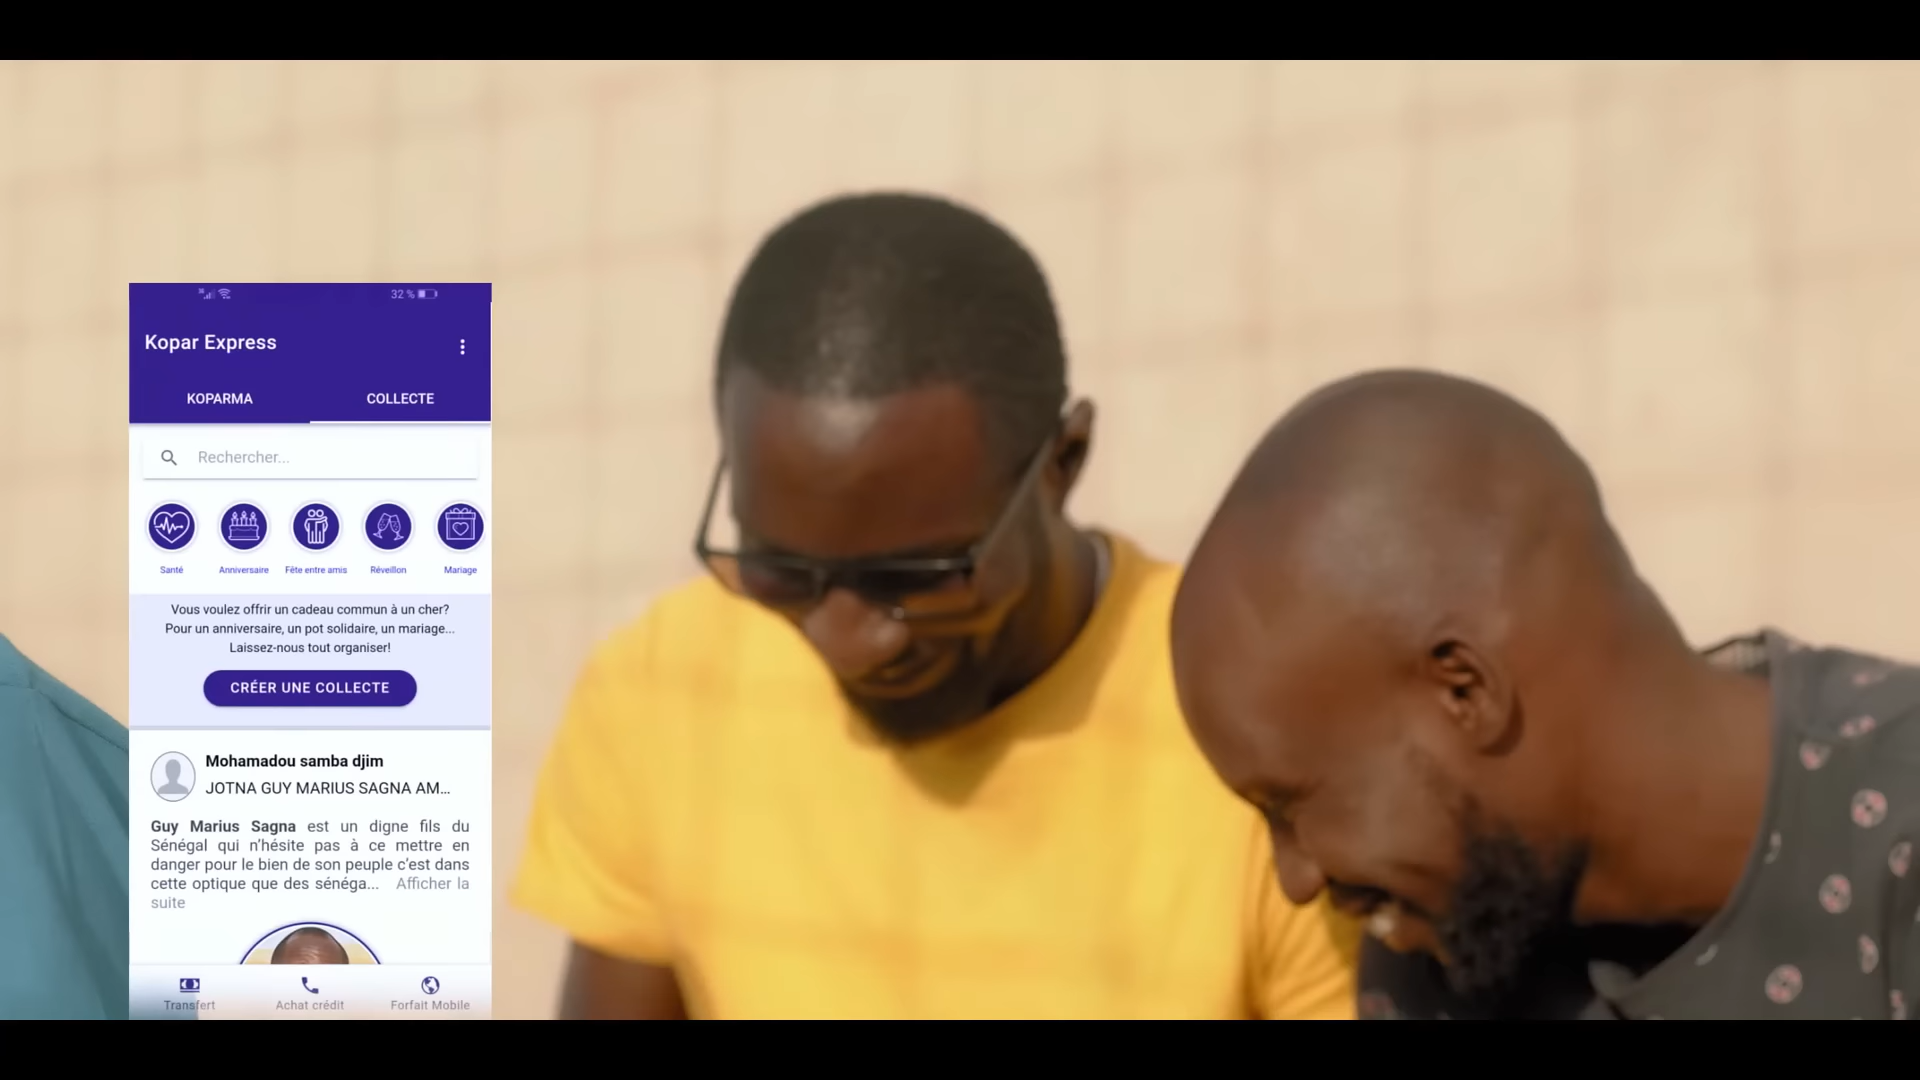 32 %
Kopar Express
KOPARMA COLLECTE
Rechercher...
Santé Anniversaire Fête entre amis Réveillon Mariage
Vous voulez offrir un cadeau commun à un cher?
Pour un anniversaire, un pot solidaire, un mariage...
Laissez-nous tout organiser!
CRÉER UNE COLLECTE
Mohamadou samba djim
JOTNA GUY MARIUS SAGNA AM...
Guy Marius Sagna est un digne fils du
Sénégal qui n'hésite pas à ce mettre en
danger pour le bien de son peuple c'est dans
cette optique que des sénéga... Afficher la
suite
Transfert Achat crédit Forfait Mobile